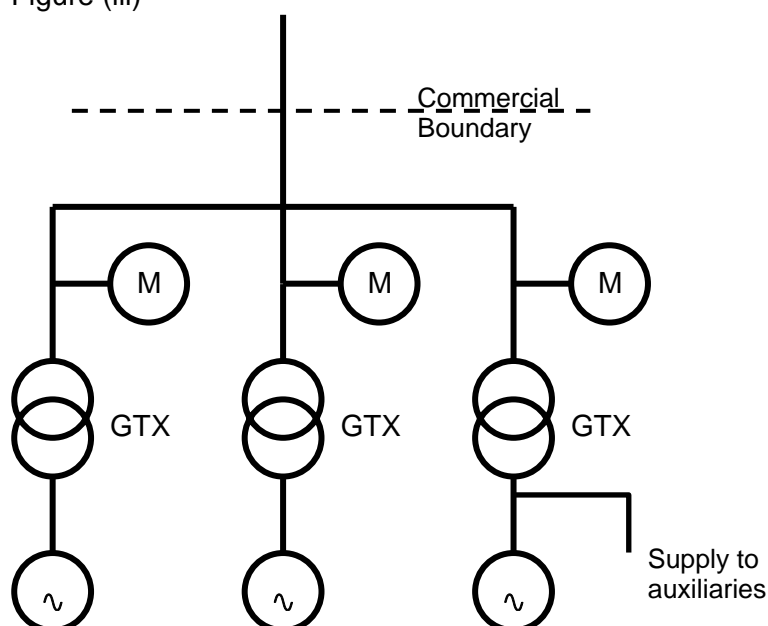 Figure (iii)
Commercial
Boundary
M
M
M
GTX
GTX
GTX
Supply to
auxiliaries